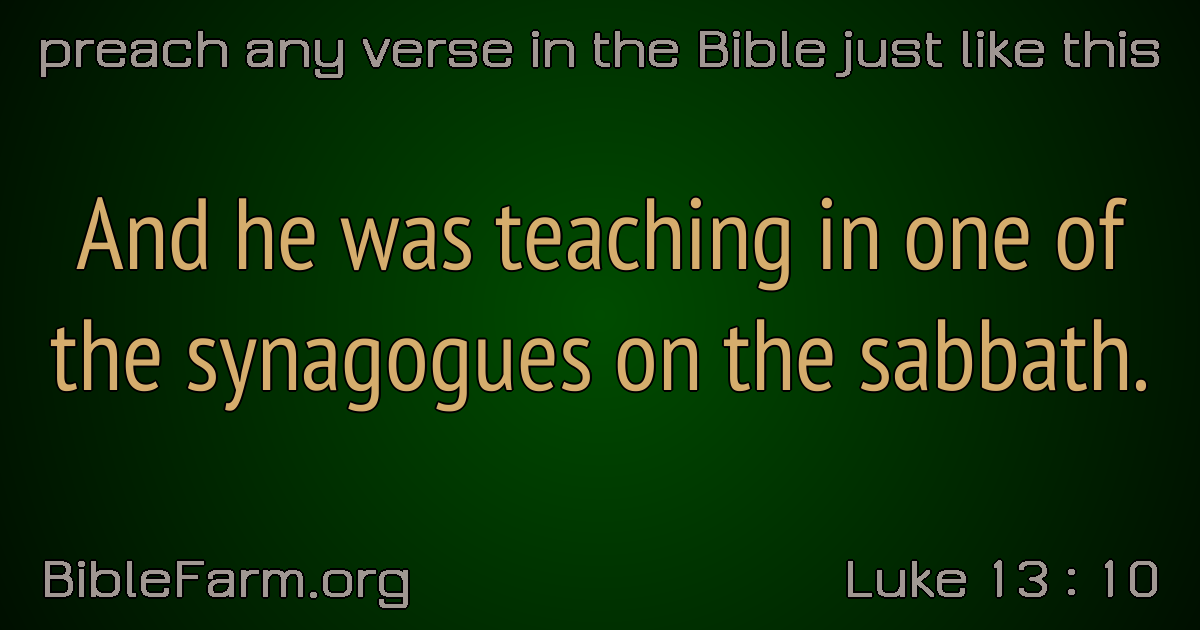 preach any verse in the Bible just like this
And he was teaching in one of
the synagogues on the sabbath.
BibleFarm.org
Luke 13 : 10